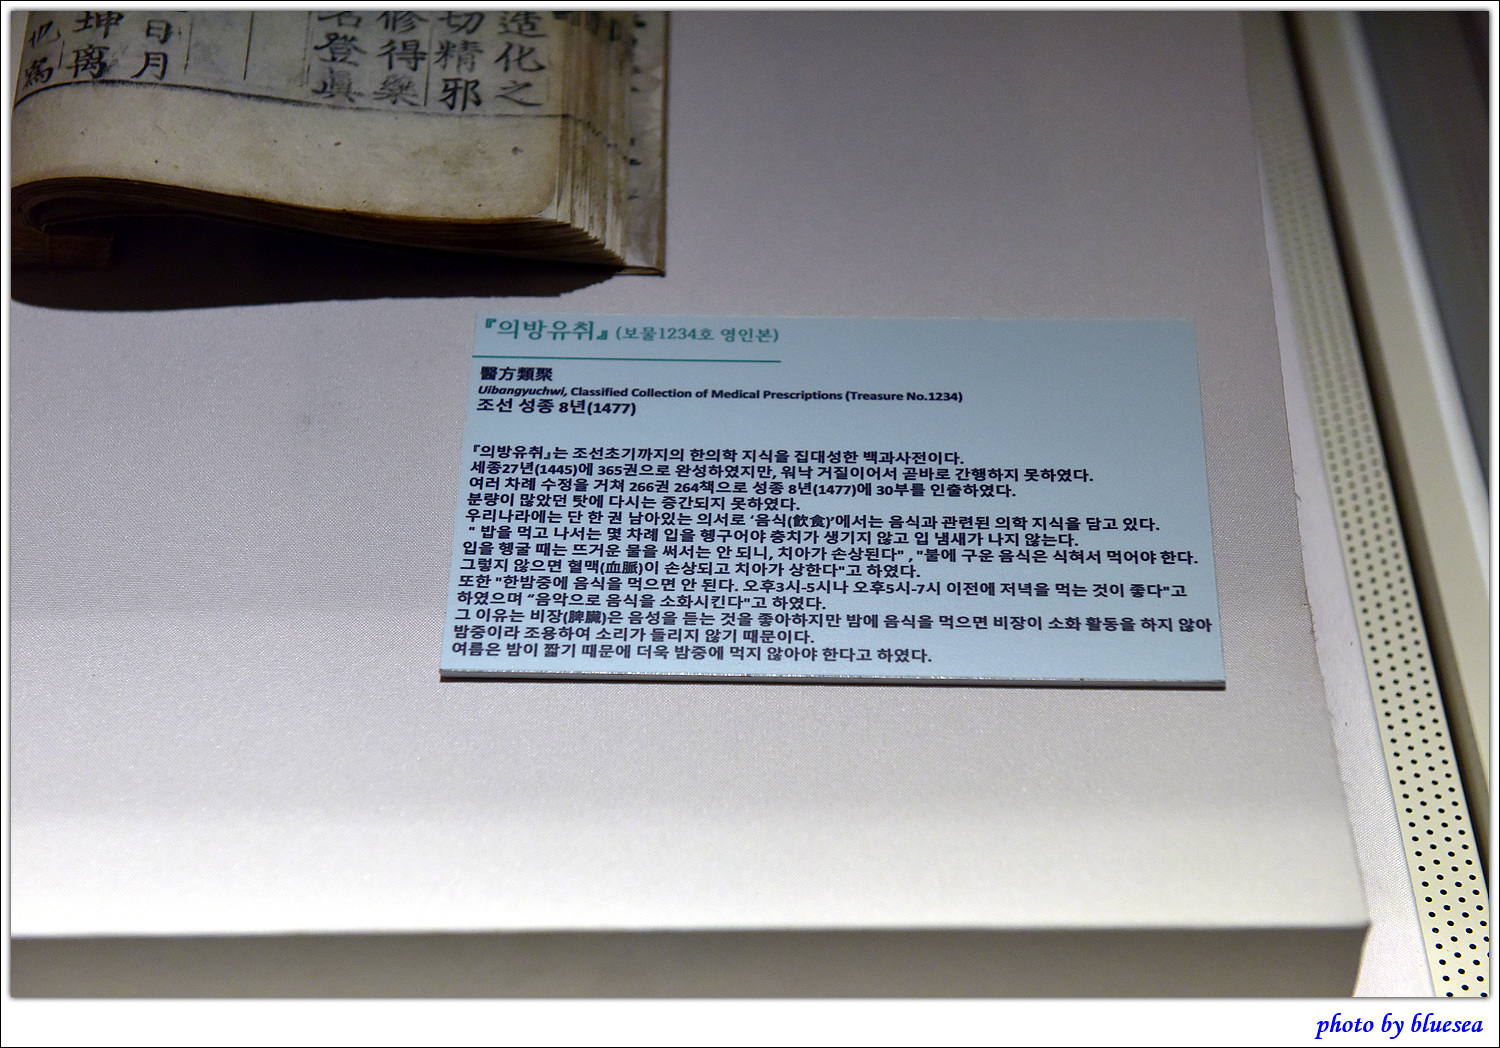 造化之
切精邪
修得樂
名登眞
日月
坤离
也爲
『의방유취』 (보물1234호 영인본)
醫方類聚
Uibangyuchwi, Classified Collection of Medical Prescriptions (Treasure No.1234)
조선 성종 8년(1477)
『의방유취』는 조선초기까지의 한의학 지식을 집대성한 백과사전이다.
세종27년(1445)에 365권으로 완성하였지만, 워낙 거질이어서 곧바로 간행하지 못하였다.
여러 차례 수정을 거쳐 266권 264책으로 성종 8년(1477)에 30부를 인출하였다.
분량이 많았던 탓에 다시는 증간되지 못하였다.
우리나라에는 단 한 권 남아있는 의서로 '음식(飮食)'에서는 음식과 관련된 의학 지식을 담고 있다.
" 밥을 먹고 나서는 몇 차례 입을 헹구어야 충치가 생기지 않고 입 냄새가 나지 않는다.
입을 헹굴 때는 뜨거운 물을 써서는 안 되니, 치아가 손상된다" , "불에 구운 음식은 식혀서 먹어야 한다.
그렇지 않으면 혈맥(血脈)이 손상되고 치아가 상한다"고 하였다.
또한 "한밤중에 음식을 먹으면 안 된다. 오후3시-5시나 오후5시-7시 이전에 저녁을 먹는 것이 좋다"고
하였으며 "음악으로 음식을 소화시킨다"고 하였다.
그 이유는 비장(脾臟)은 음성을 듣는 것을 좋아하지만 밤에 음식을 먹으면 비장이 소화 활동을 하지 않아
밤중이라 조용하여 소리가 들리지 않기 때문이다.
여름은 밤이 짧기 때문에 더욱 밤중에 먹지 않아야 한다고 하였다.
photo by bluesea